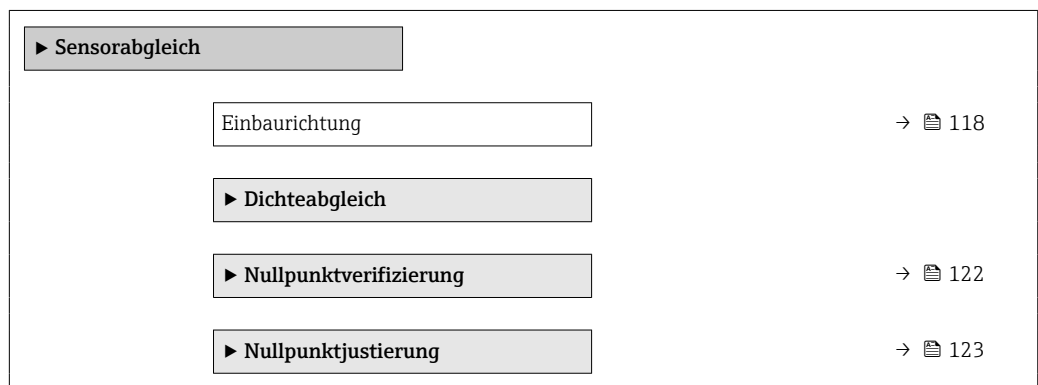 ▶ Sensorabgleich
Einbaurichtung → 118
▶ Dichteabgleich
▶ Nullpunktverifizierung → 122
▶ Nullpunktjustierung → 123